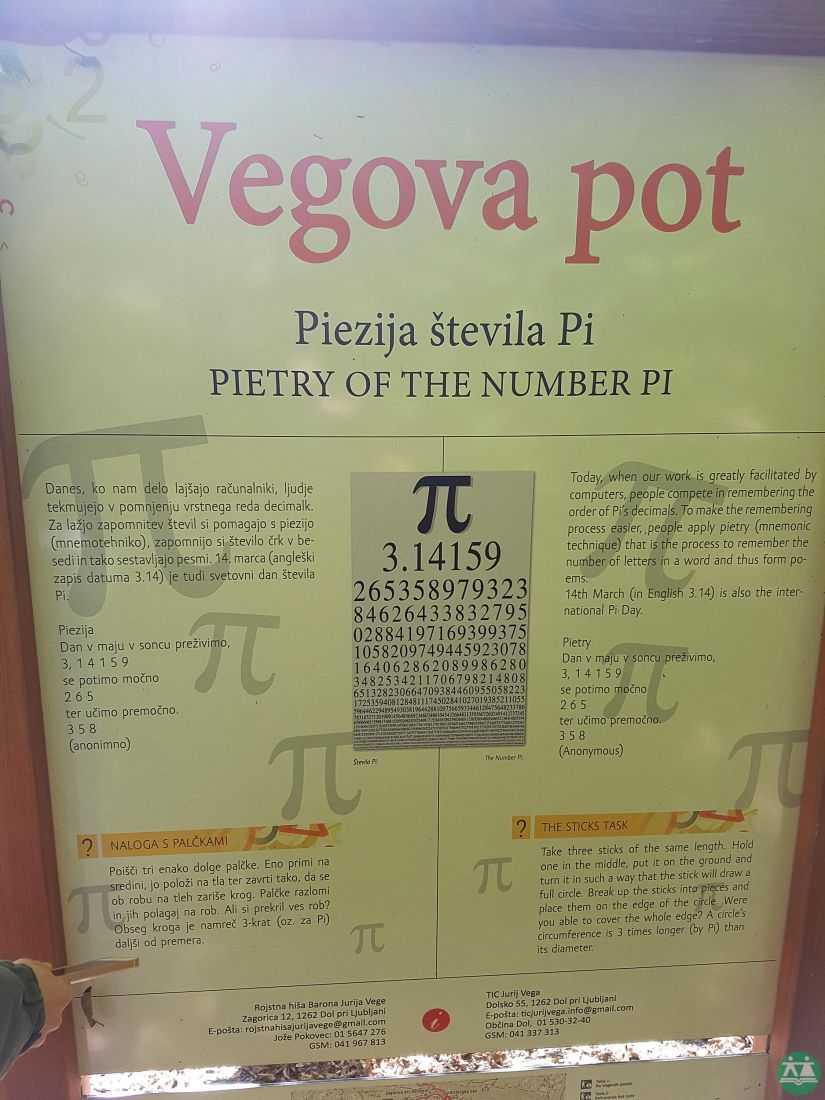 Vegova pot
Piezija števila Pi
PIETRY OF THE NUMBER PI
Danes, ko nam delo lajšajo računalniki, ljudje
tekmujejo v pomnjenju vrstnega reda decimalk.
Za lažjo zapomnitev števil si pomagajo s piezijo
(mnemotehniko), zapomnijo si število črk v be-
sedi in tako sestavljajo pesmi. 14. marca (angleški
zapis datuma 3.14) je tudi svetovni dan števila
Pi.
Piezija
Dan v maju v soncu preživimo,
3, 1 4 1 5 9
se potimo močno
2 6 5
ter učimo premočno.
3 5 8
(anonimno)
π
3.14159
265358979323
84626433832795
02884197169399375
10582097494459230​78
1640628620899986280
34825342117067982148​08
Števila PI.
The Number Pi.
Today, when our work is greatly facilitated by
computers, people compete in remembering the
order of Pi's decimals. To make the remembering
process easier, people apply pietry (mnemonic
technique) that is the process to remember the
number of letters in a word and thus form po-
ems.
14th March (in English 3.14) is also the inter-
national Pi Day.
Pietry
Dan v maju v soncu preživimo,
3, 1 4 1 5 9
se potimo močno
2 6 5
ter učimo premočno.
3 5 8
(Anonymous)
? NALOGA S PALČKAMI
Poišči tri enako dolge palčke. Eno primi na
sredini, jo položi na tla ter zavrti tako, da se
ob robu na tleh zariše krog. Palčke razlomi
in jih polagaj na rob. Ali si prekril ves rob?
Obseg kroga je namreč 3-krat (oz. za Pi)
daljši od premera.
? THE STICKS TASK
Take three sticks of the same length. Hold
one in the middle, put it on the ground and
turn it in such a way that the stick will draw a
full circle. Break up the sticks into pieces and
place them on the edge of the circle. Were
you able to cover the whole edge? A circle's
circumference is 3 times longer (by Pi) than
its diameter.
Rojstna hiša Barona Jurija Vege
Zagorica 12, 1262 Dol pri Ljubljani
E-pošta: rojstnahisajurijavege@gmail.com
Jože Pokovec: 01 5647 276
GSM: 041 967 813
i
TIC Jurij Vega
Dolsko 55, 1262 Dol pri Ljubljani
E-pošta: ticjurijvega.info@gmail.com
Občina Dol, 01 530-32-40
GSM: 041 337 313